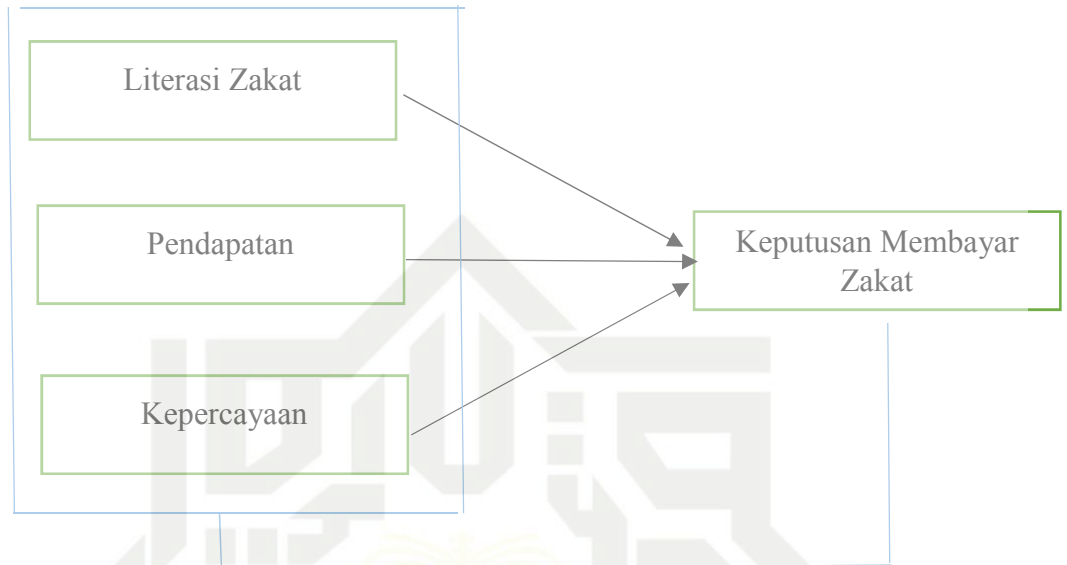 Literasi Zakat
Pendapatan
Keputusan Membayar
Zakat
Kepercayaan